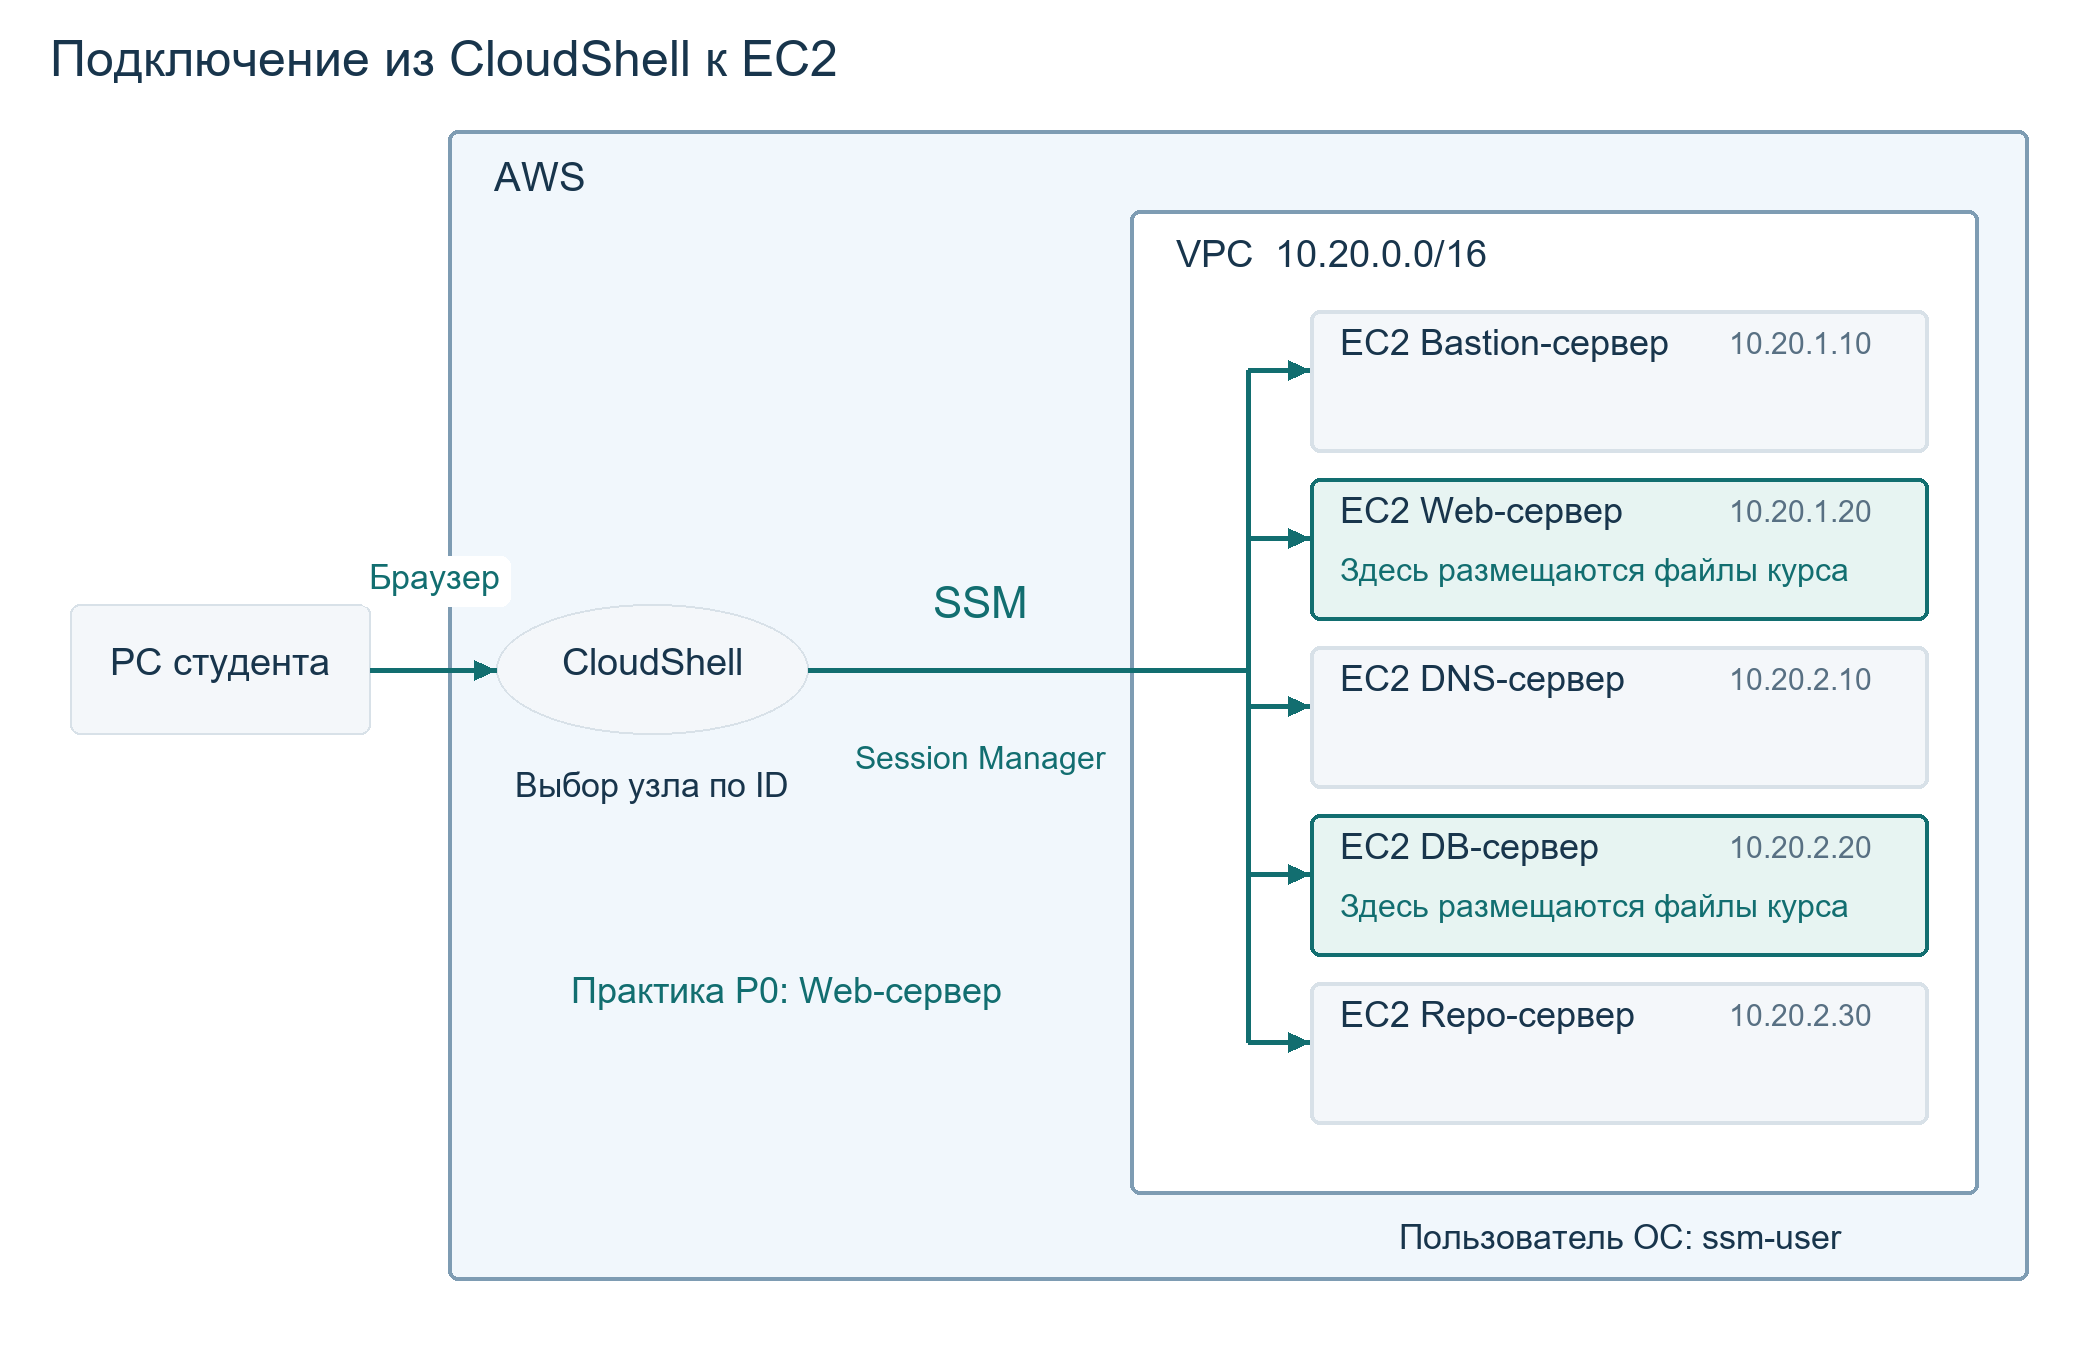 Подключение из CloudShell к EC2
AWS
VPC  10.20.0.0/16
EC2 Bastion-сервер 10.20.1.10
EC2 Web-сервер 10.20.1.20
Здесь размещаются файлы курса
Браузер
SSM
PC студента
CloudShell
EC2 DNS-сервер 10.20.2.10
Session Manager
Выбор узла по ID
EC2 DB-сервер 10.20.2.20
Здесь размещаются файлы курса
Практика P0: Web-сервер
EC2 Repo-сервер 10.20.2.30
Пользователь ОС: ssm-user